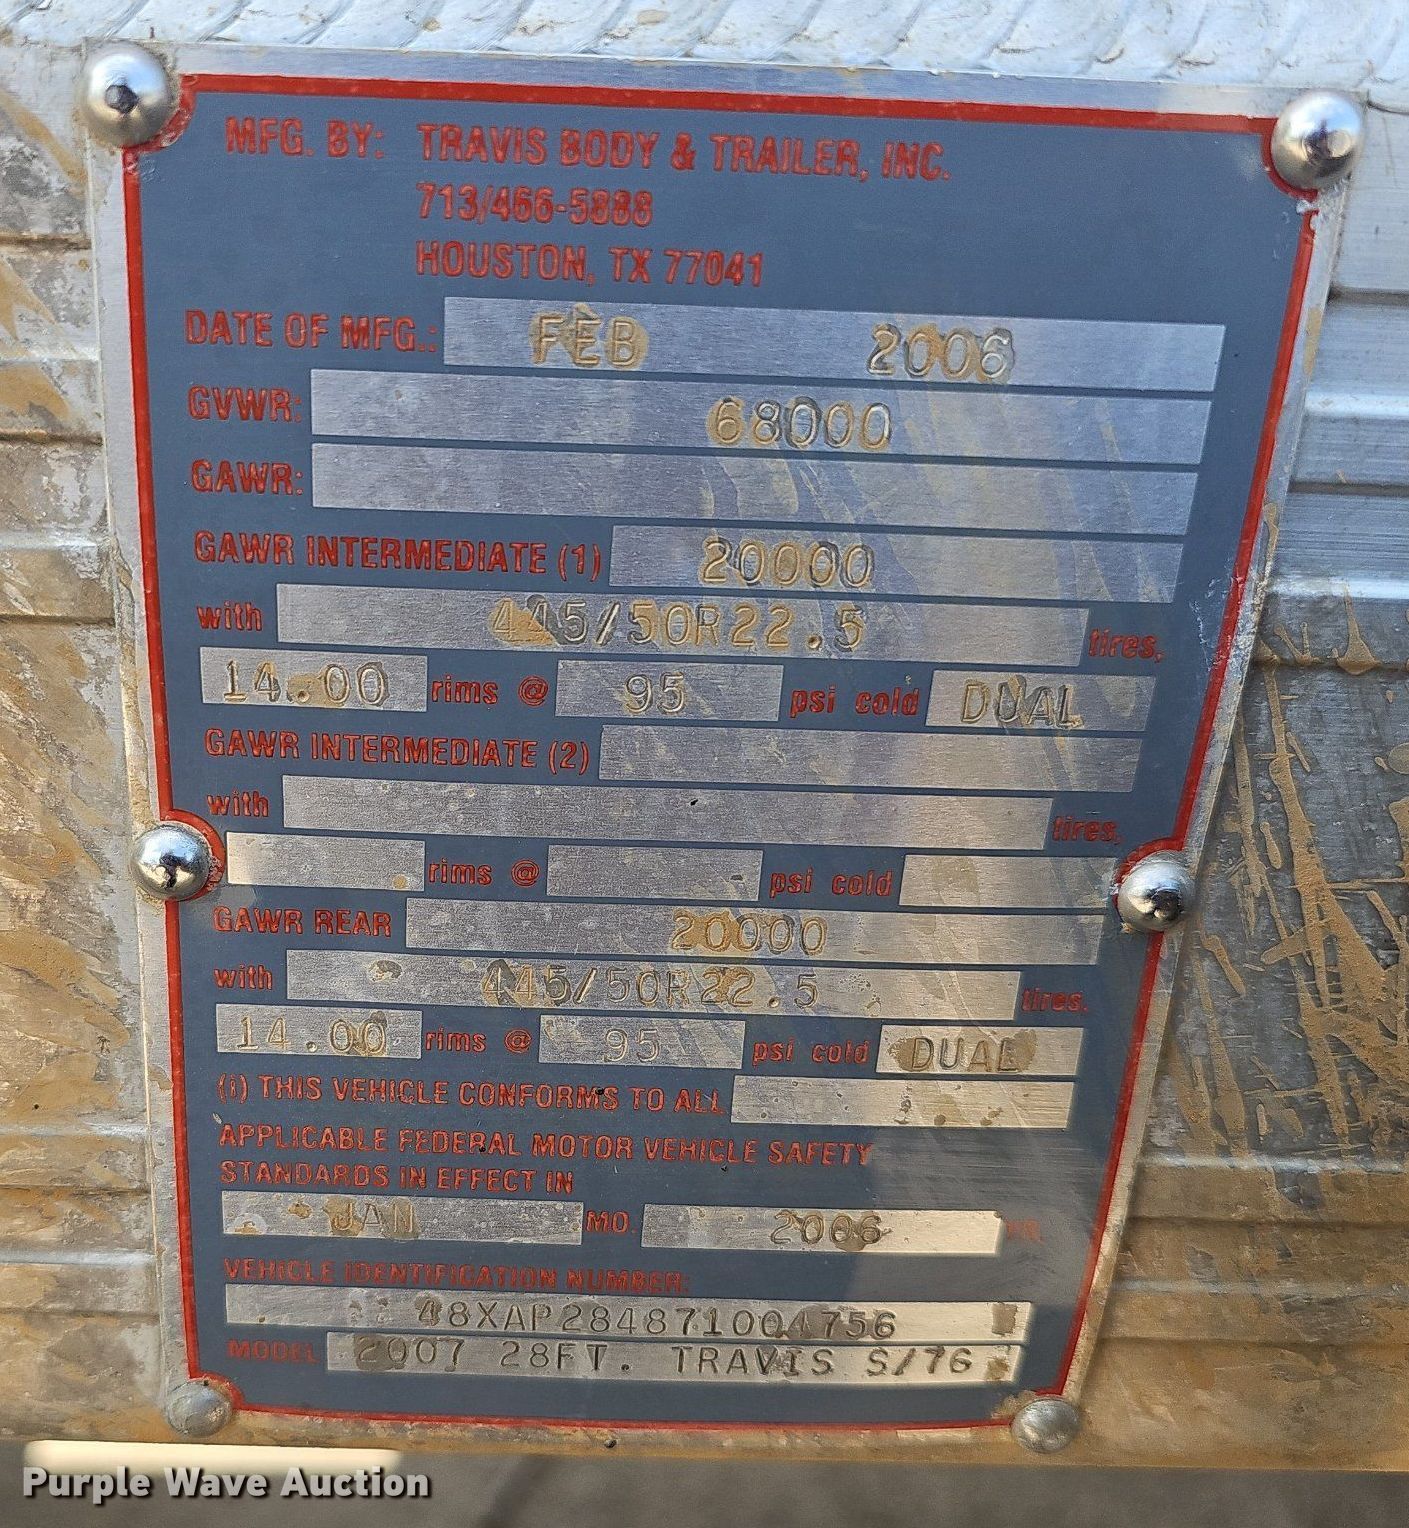 MFG. BY: TRAVIS BODY & TRAILER, INC.
713/466-5888
HOUSTON, TX 77041
DATE OF MFG.: FEB 2006
GVWR: 68000
GAWR:
GAWR INTERMEDIATE (1) 20000
with 445/50R22.5 tires,
14.00 rims @ 95 psi cold DUAL
GAWR INTERMEDIATE (2)
with tires,
rims @ psi cold
GAWR REAR 20000
with 445/50R22.5 tires.
14.00 rims @ 95 psi cold DUAL
(I) THIS VEHICLE CONFORMS TO ALL
APPLICABLE FEDERAL MOTOR VEHICLE SAFETY
STANDARDS IN EFFECT IN
JAN MO. 2006 YR.
VEHICLE IDENTIFICATION NUMBER:
48XAP284871004756
MODEL 2007 28FT. TRAVIS S/76
Purple Wave Auction